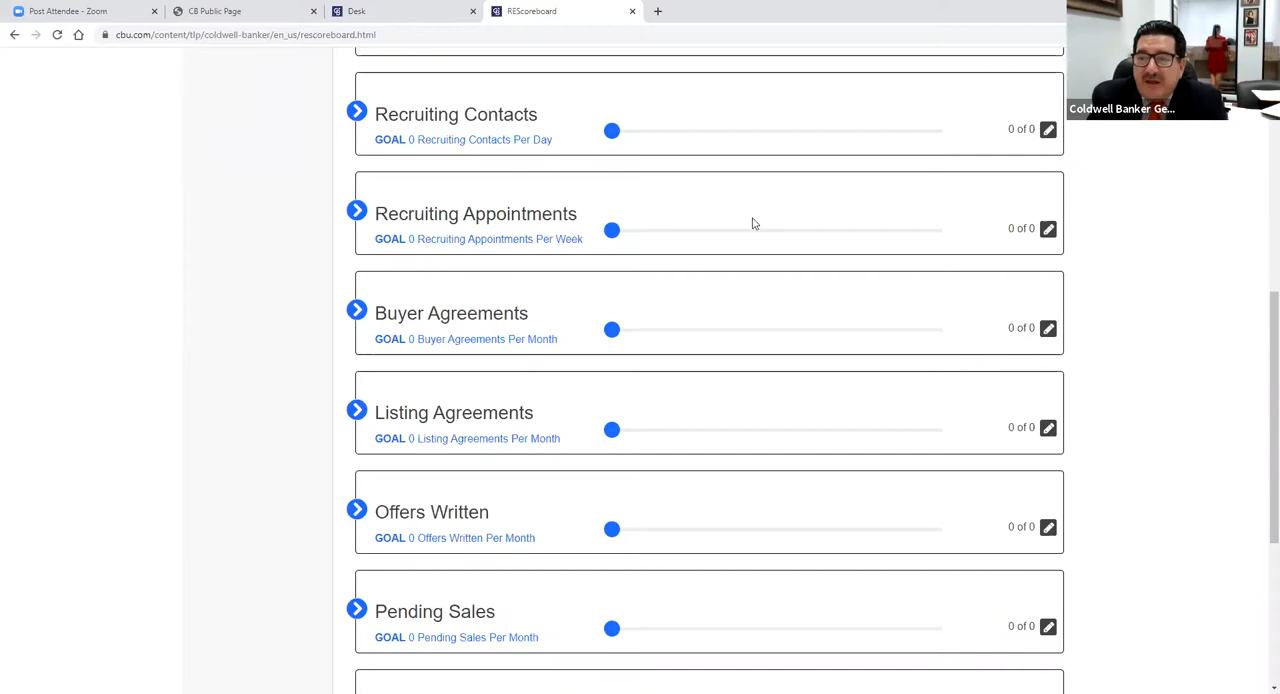 Post Attendee - Zoom
CB Public Page
Desk
REScoreboard
cbu.com/content/tlp/coldwell-banker/en_us/rescoreboard.html
Coldwell Banker Ge...
Recruiting Contacts
GOAL 0 Recruiting Contacts Per Day
0 of 0
Recruiting Appointments
GOAL 0 Recruiting Appointments Per Week
0 of 0
Buyer Agreements
GOAL 0 Buyer Agreements Per Month
0 of 0
Listing Agreements
GOAL 0 Listing Agreements Per Month
0 of 0
Offers Written
GOAL 0 Offers Written Per Month
0 of 0
Pending Sales
GOAL 0 Pending Sales Per Month
0 of 0